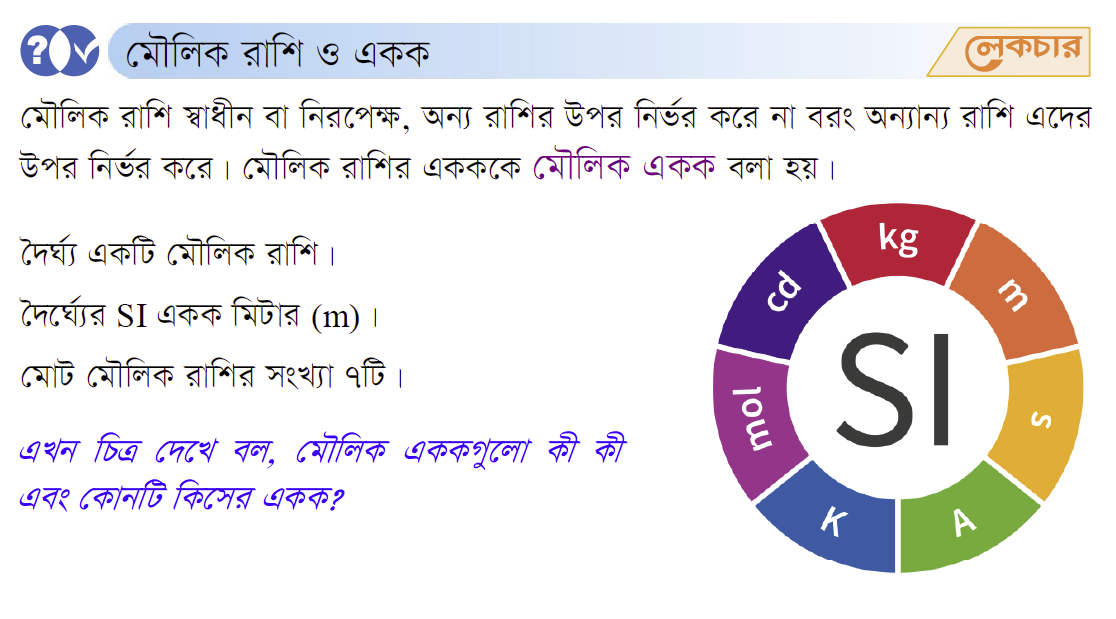 ?
মৌলিক রাশি ও একক
লেকচার
মৌলিক রাশি স্বাধীন বা নিরপেক্ষ, অন্য রাশির উপর নির্ভর করে না বরং অন্যান্য রাশি এদের
উপর নির্ভর করে। মৌলিক রাশির একককে মৌলিক একক বলা হয়।
দৈর্ঘ্য একটি মৌলিক রাশি।
দৈর্ঘ্যের SI একক মিটার (m)।
মোট মৌলিক রাশির সংখ্যা ৭টি।
এখন চিত্র দেখে বল, মৌলিক এককগুলো কী কী
এবং কোনটি কিসের একক?
kg
m
s
A
K
mol
cd
SI